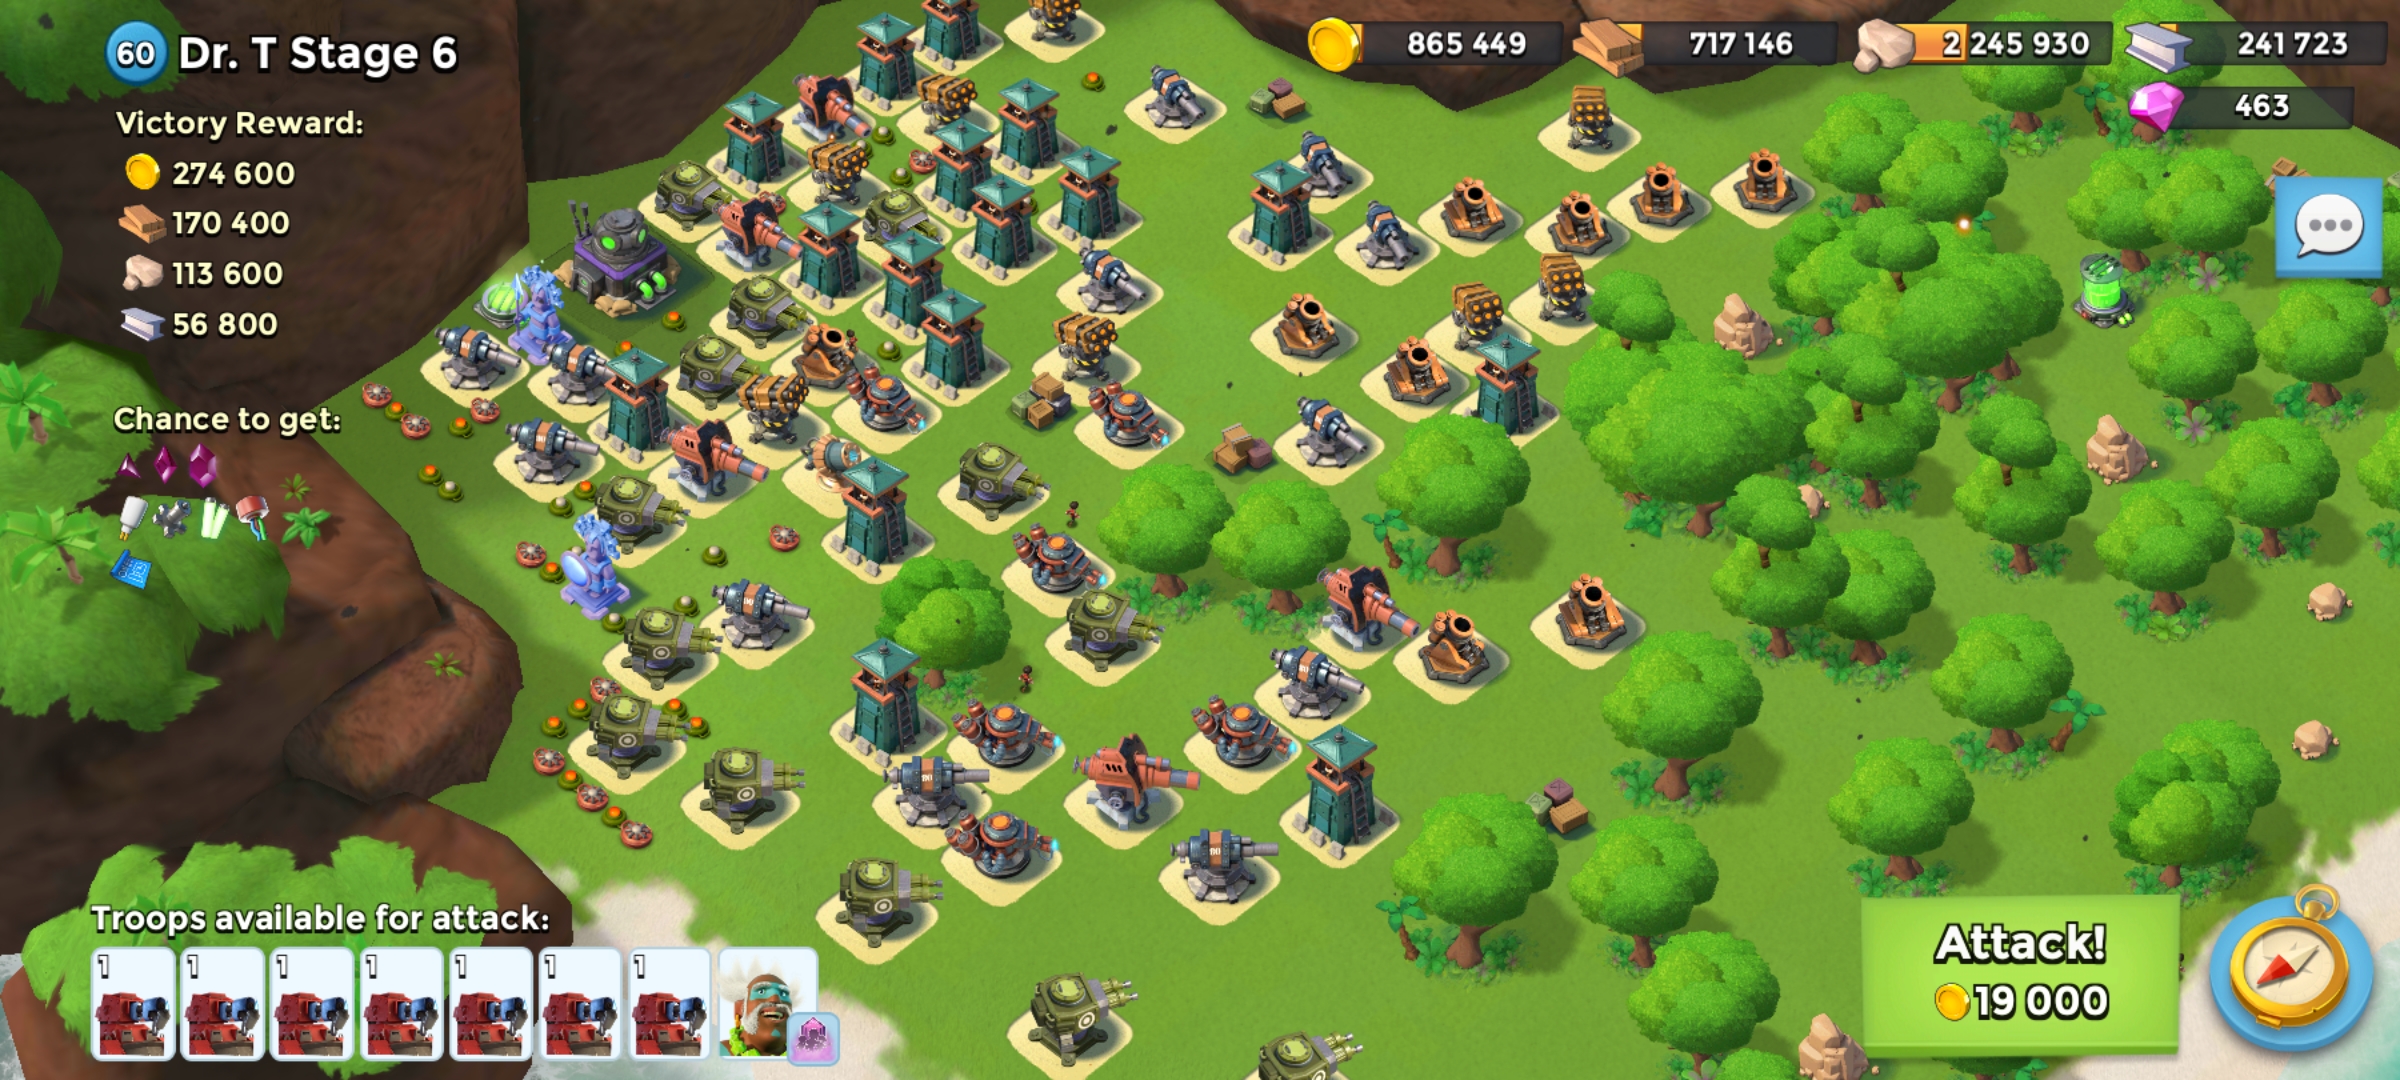 60 Dr. T Stage 6
Victory Reward:
274 600
170 400
113 600
56 800
Chance to get:
865 449
717 146
2 245 930
241 723
463
Troops available for attack:
1 1 1 1 1 1 1
Attack!
19 000